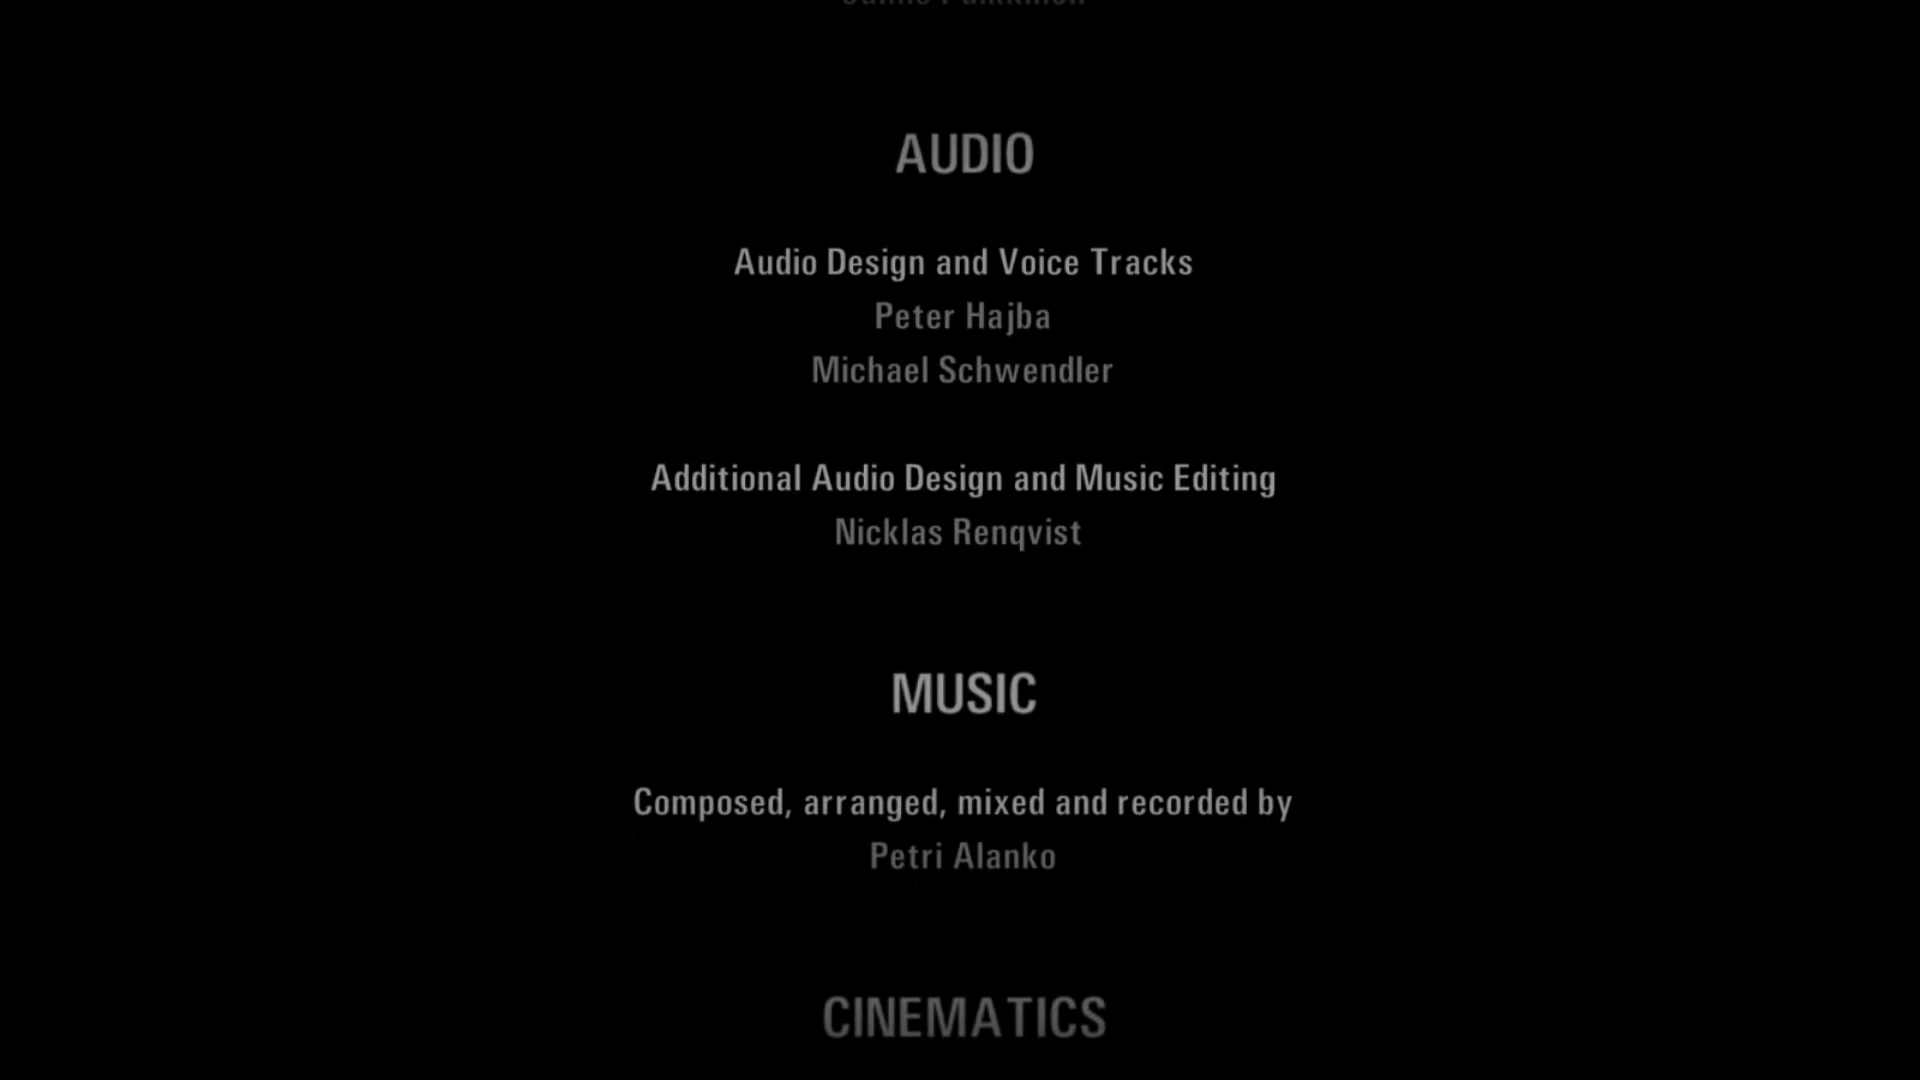 AUDIO
Audio Design and Voice Tracks
Peter Hajba
Michael Schwendler
Additional Audio Design and Music Editing
Nicklas Renqvist
MUSIC
Composed, arranged, mixed and recorded by
Petri Alanko
CINEMATICS